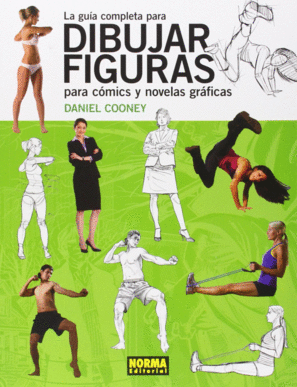 La guía completa para
DIBUJAR
FIGURAS
para cómics y novelas gráficas
DANIEL COONEY
NORMA
Editorial